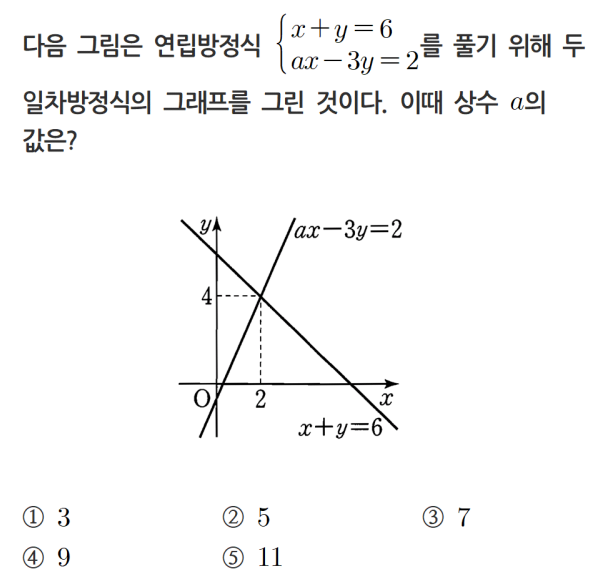 다음 그림은 연립방정식 { x+y=6
ax-3y=2 를 풀기 위해 두
일차방정식의 그래프를 그린 것이다. 이때 상수 a의
값은?
y
ax-3y=2
4
O
2
x
x+y=6
① 3 ② 5 ③ 7
④ 9 ⑤ 11